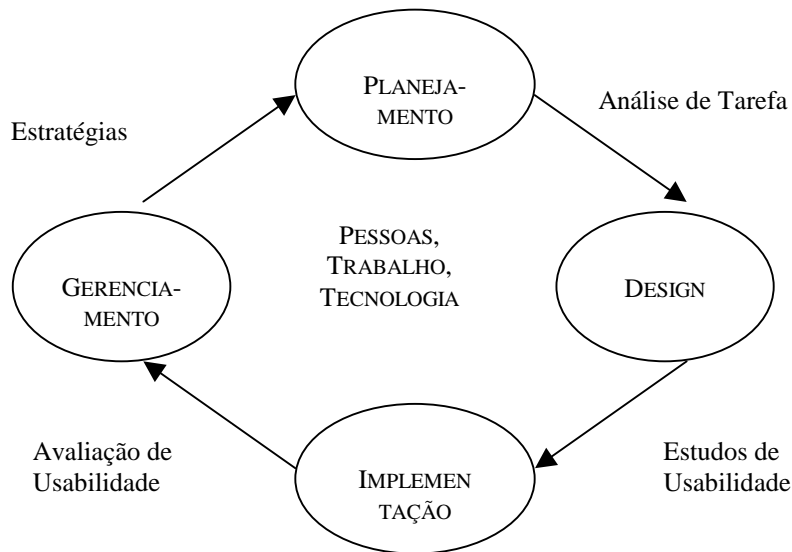 PLANEJA-
MENTO
Análise de Tarefa
Estratégias
PESSOAS,
TRABALHO,
TECNOLOGIA
GERENCIA-
MENTO
DESIGN
Avaliação de
Usabilidade
IMPLEMEN
TAÇÃO
Estudos de
Usabilidade